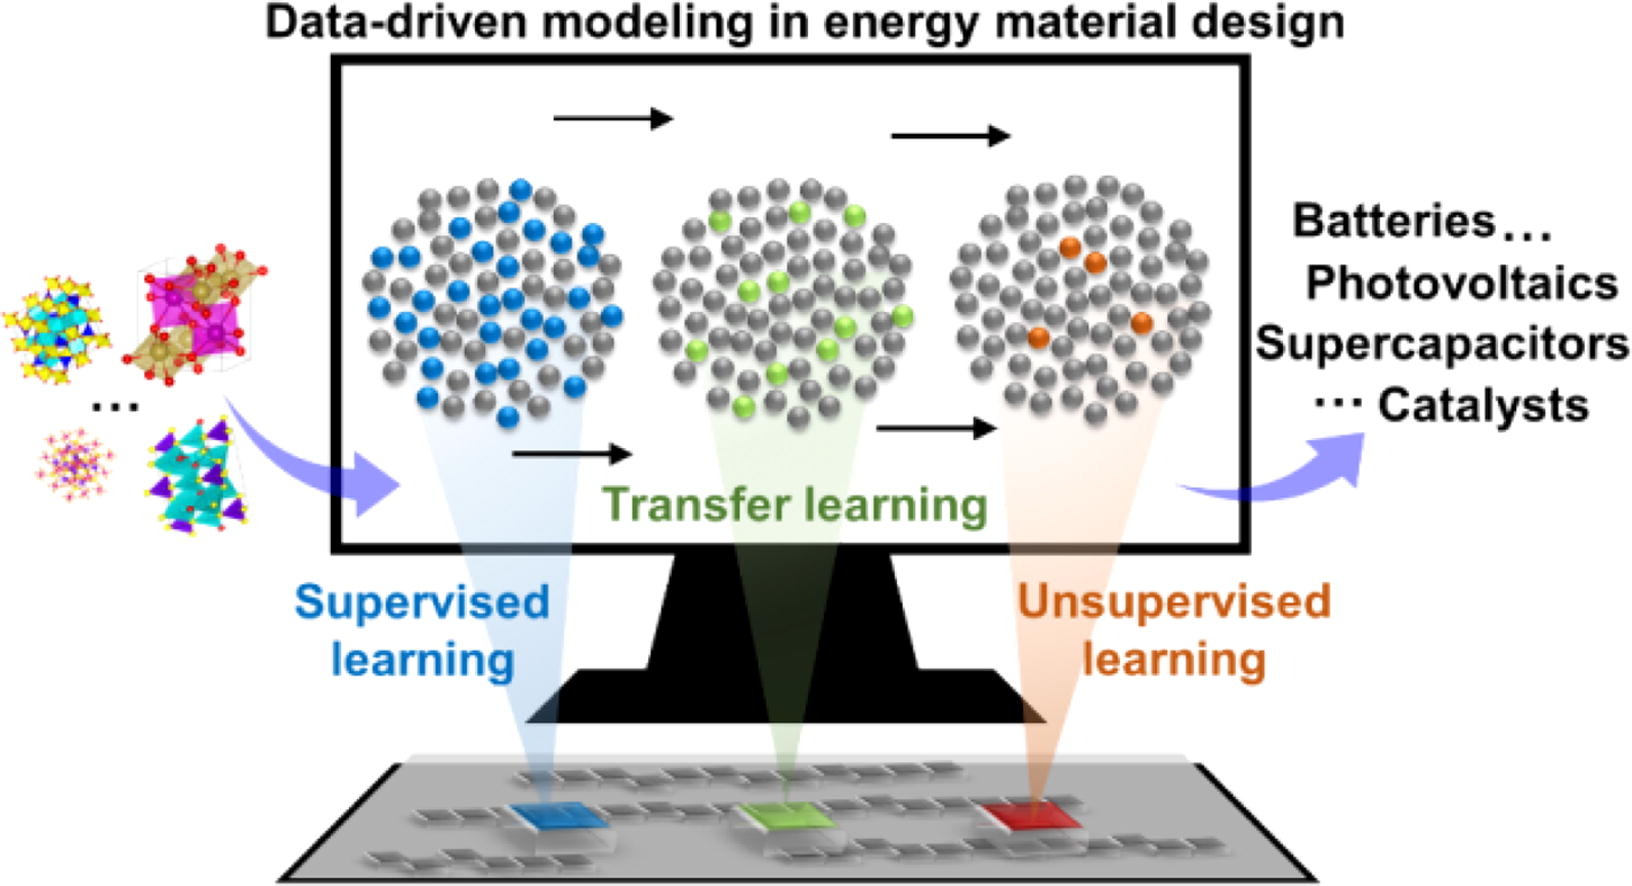 Data-driven modeling in energy material design
Batteries...
Photovoltaics
Supercapacitors
... Catalysts
...
Transfer learning
Supervised
learning
Unsupervised
learning